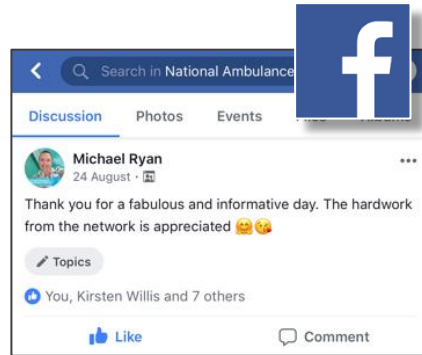 Search in National Ambulance
Discussion Photos Events
Michael Ryan
24 August
Thank you for a fabulous and informative day. The hardwork
from the network is appreciated 🤗😘
Topics
You, Kirsten Willis and 7 others
Like Comment